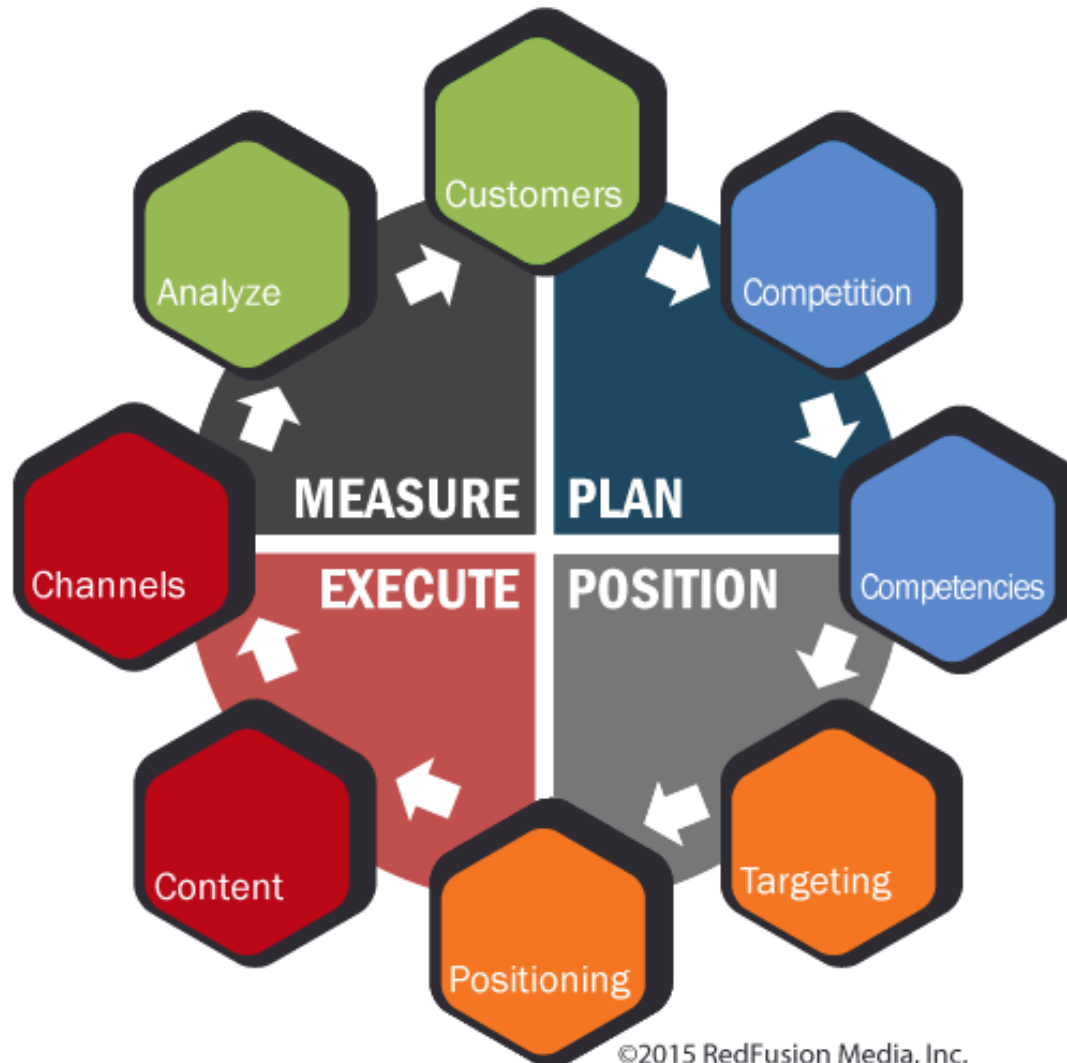 Customers
Analyze
Competition
MEASURE
PLAN
Channels
EXECUTE
POSITION
Competencies
Content
Targeting
Positioning
©2015 RedFusion Media, Inc.